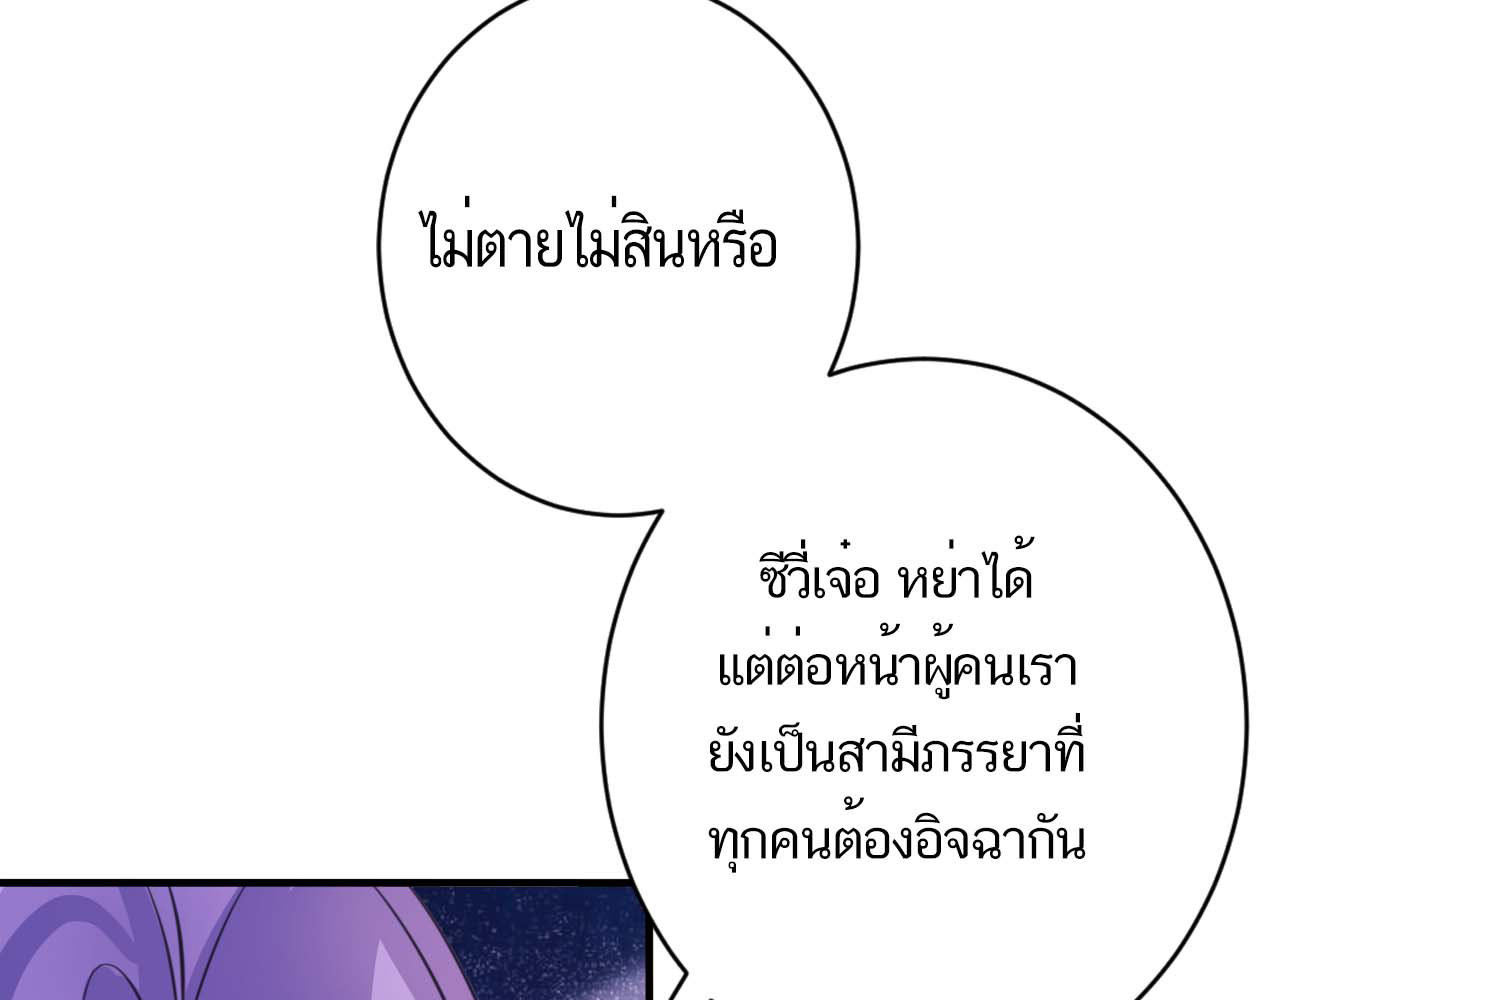 ไม่ตายไม่สินหรือ
ซีวี่เจ๋อ หย่าได้
แต่ต่อหน้าผู้คนเรา
ยังเป็นสามีภรรยาที่
ทุกคนต้องอิจฉากัน